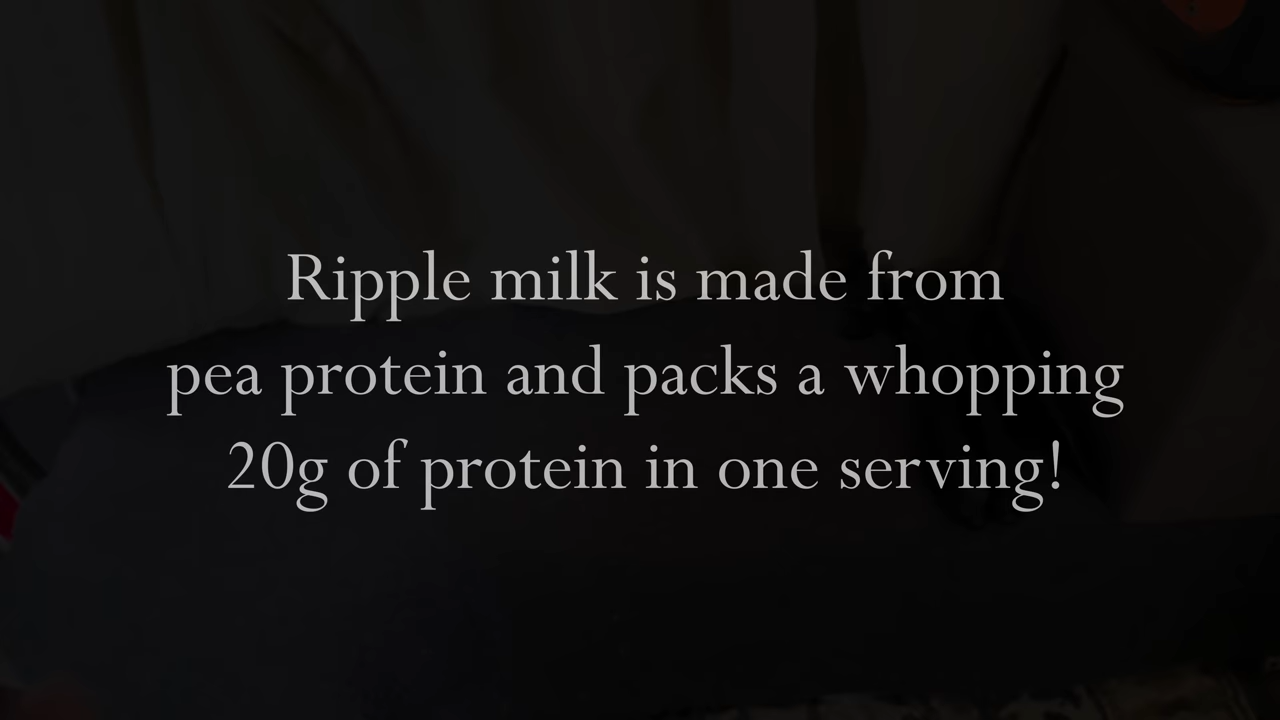 Ripple milk is made from
pea protein and packs a whopping
20g of protein in one serving!